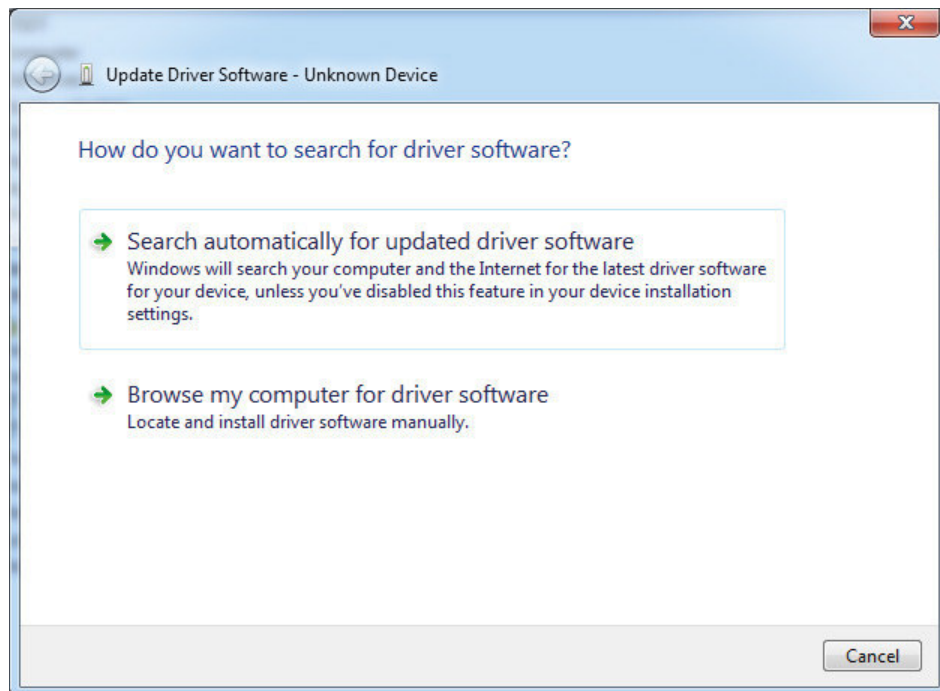 Update Driver Software - Unknown Device
How do you want to search for driver software?
Search automatically for updated driver software
Windows will search your computer and the Internet for the latest driver software
for your device, unless you've disabled this feature in your device installation
settings.
Browse my computer for driver software
Locate and install driver software manually.
Cancel